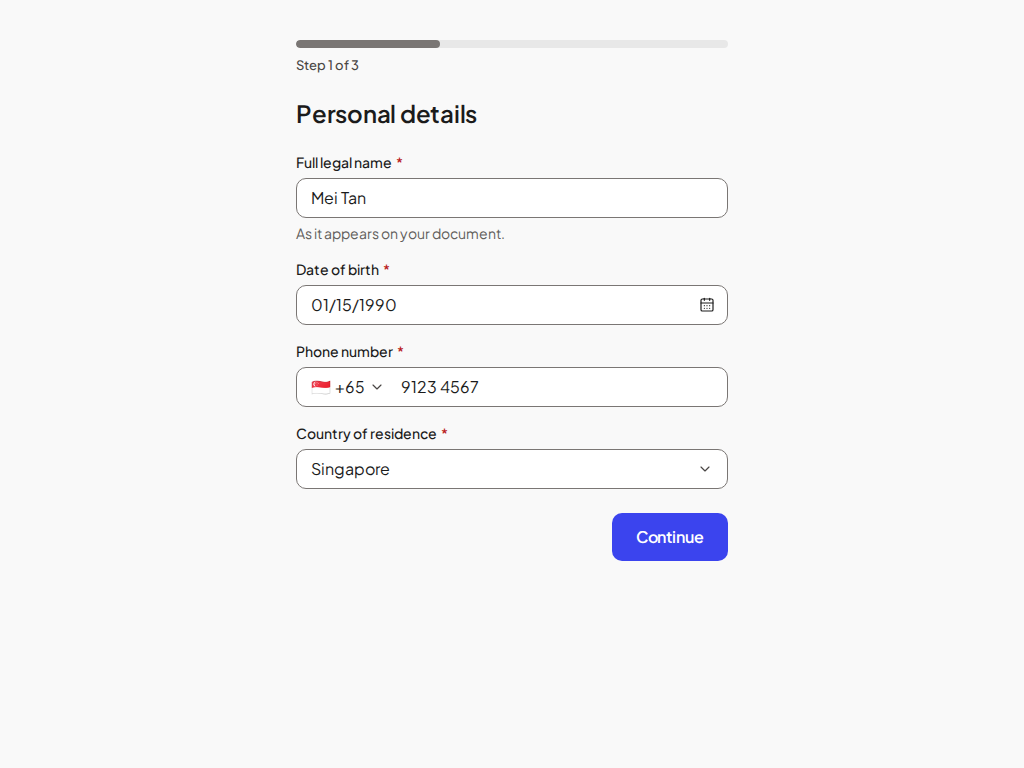 Step 1 of 3
Personal details
Full legal name *
Mei Tan
As it appears on your document.
Date of birth *
01/15/1990
Phone number *
+65 9123 4567
Country of residence *
Singapore
Continue